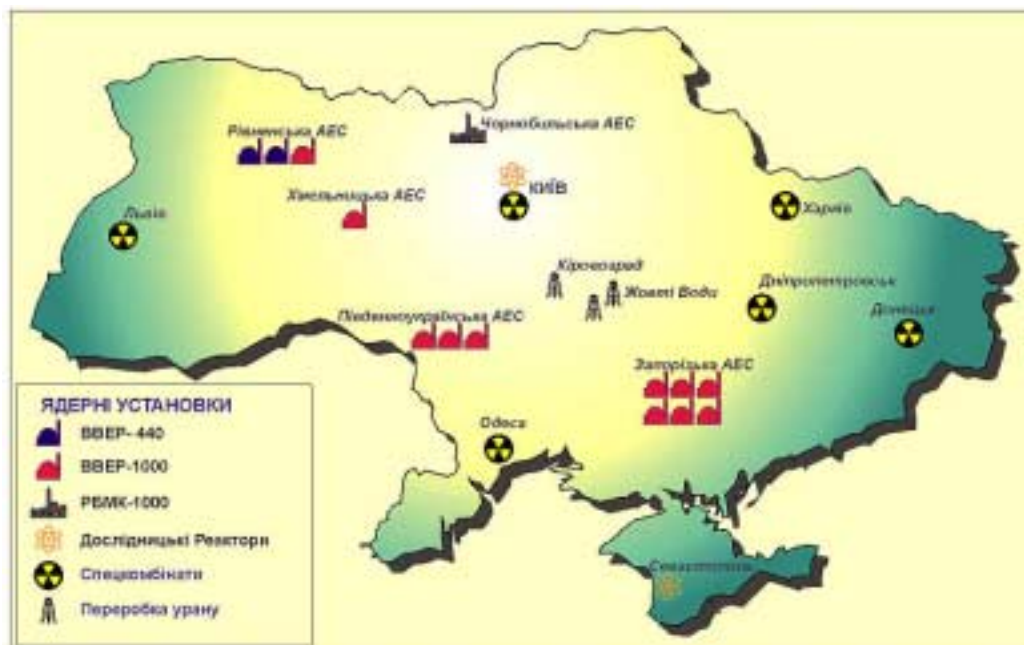 Рівненська АЕС
Чорнобильська АЕС
КИЇВ
Хмельницька АЕС
Львів
Харків
Кіровоград
Жовті Води
Дніпропетровськ
Донецьк
Південноукраїнська АЕС
Запорізька АЕС
Одеса
Севастополь
ЯДЕРНІ УСТАНОВКИ
ВВЕР- 440
ВВЕР-1000
РБМК-1000
Дослідницькі Реактори
Спецкомбінати
Переробка урану